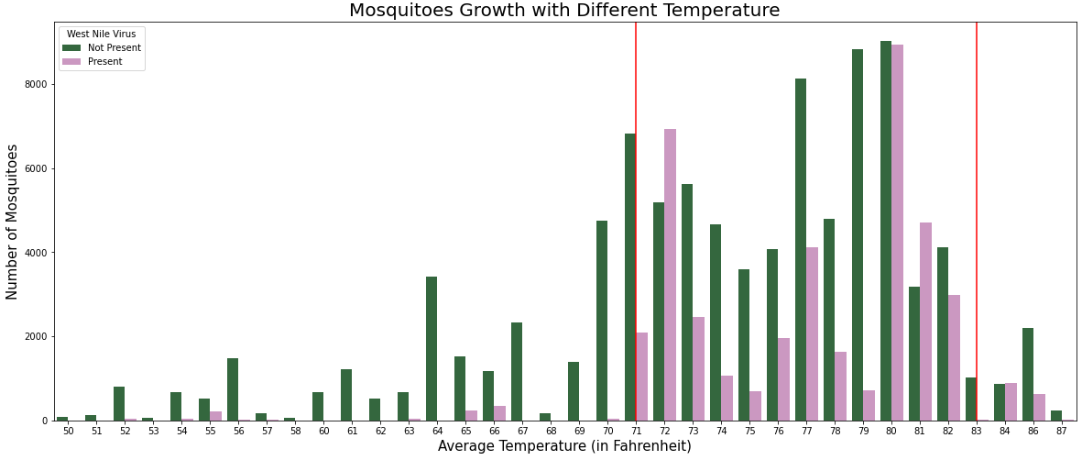 Mosquitoes Growth with Different Temperature
West Nile Virus
Not Present
Present
Number of Mosquitoes
8000
6000
4000
2000
0
50 51 52 53 54 55 56 57 58 60 61 62 63 64 65 66 67 68 69 70 71 72 73 74 75 76 77 78 79 80 81 82 83 84 86 87
Average Temperature (in Fahrenheit)